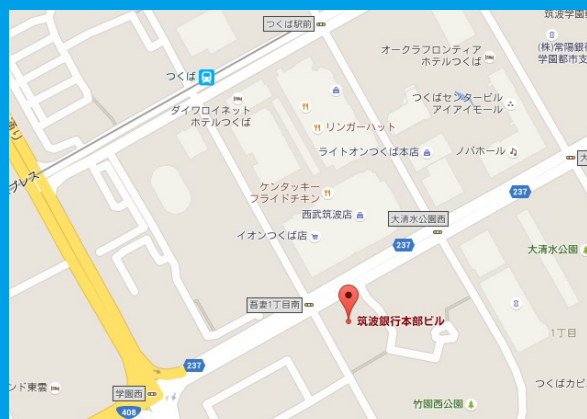 つくば駅前
筑波学園
(株)常陽銀行
学園都市支
オークラフロンティア
ホテルつくば
つくば
ダイワロイネット
ホテルつくば
つくばセンタービル
アイアイモール
リンガーハット
ライトオンつくば本店
ノバホール
大
プレス
237
ケンタッキー
フライドチキン
西武筑波店
大清水公園西
イオンつくば店
237
大清水公園
吾妻1丁目南
筑波銀行本部ビル
1丁目
237
ンド東雲
学園西
つくばカピ
竹園西公園
408